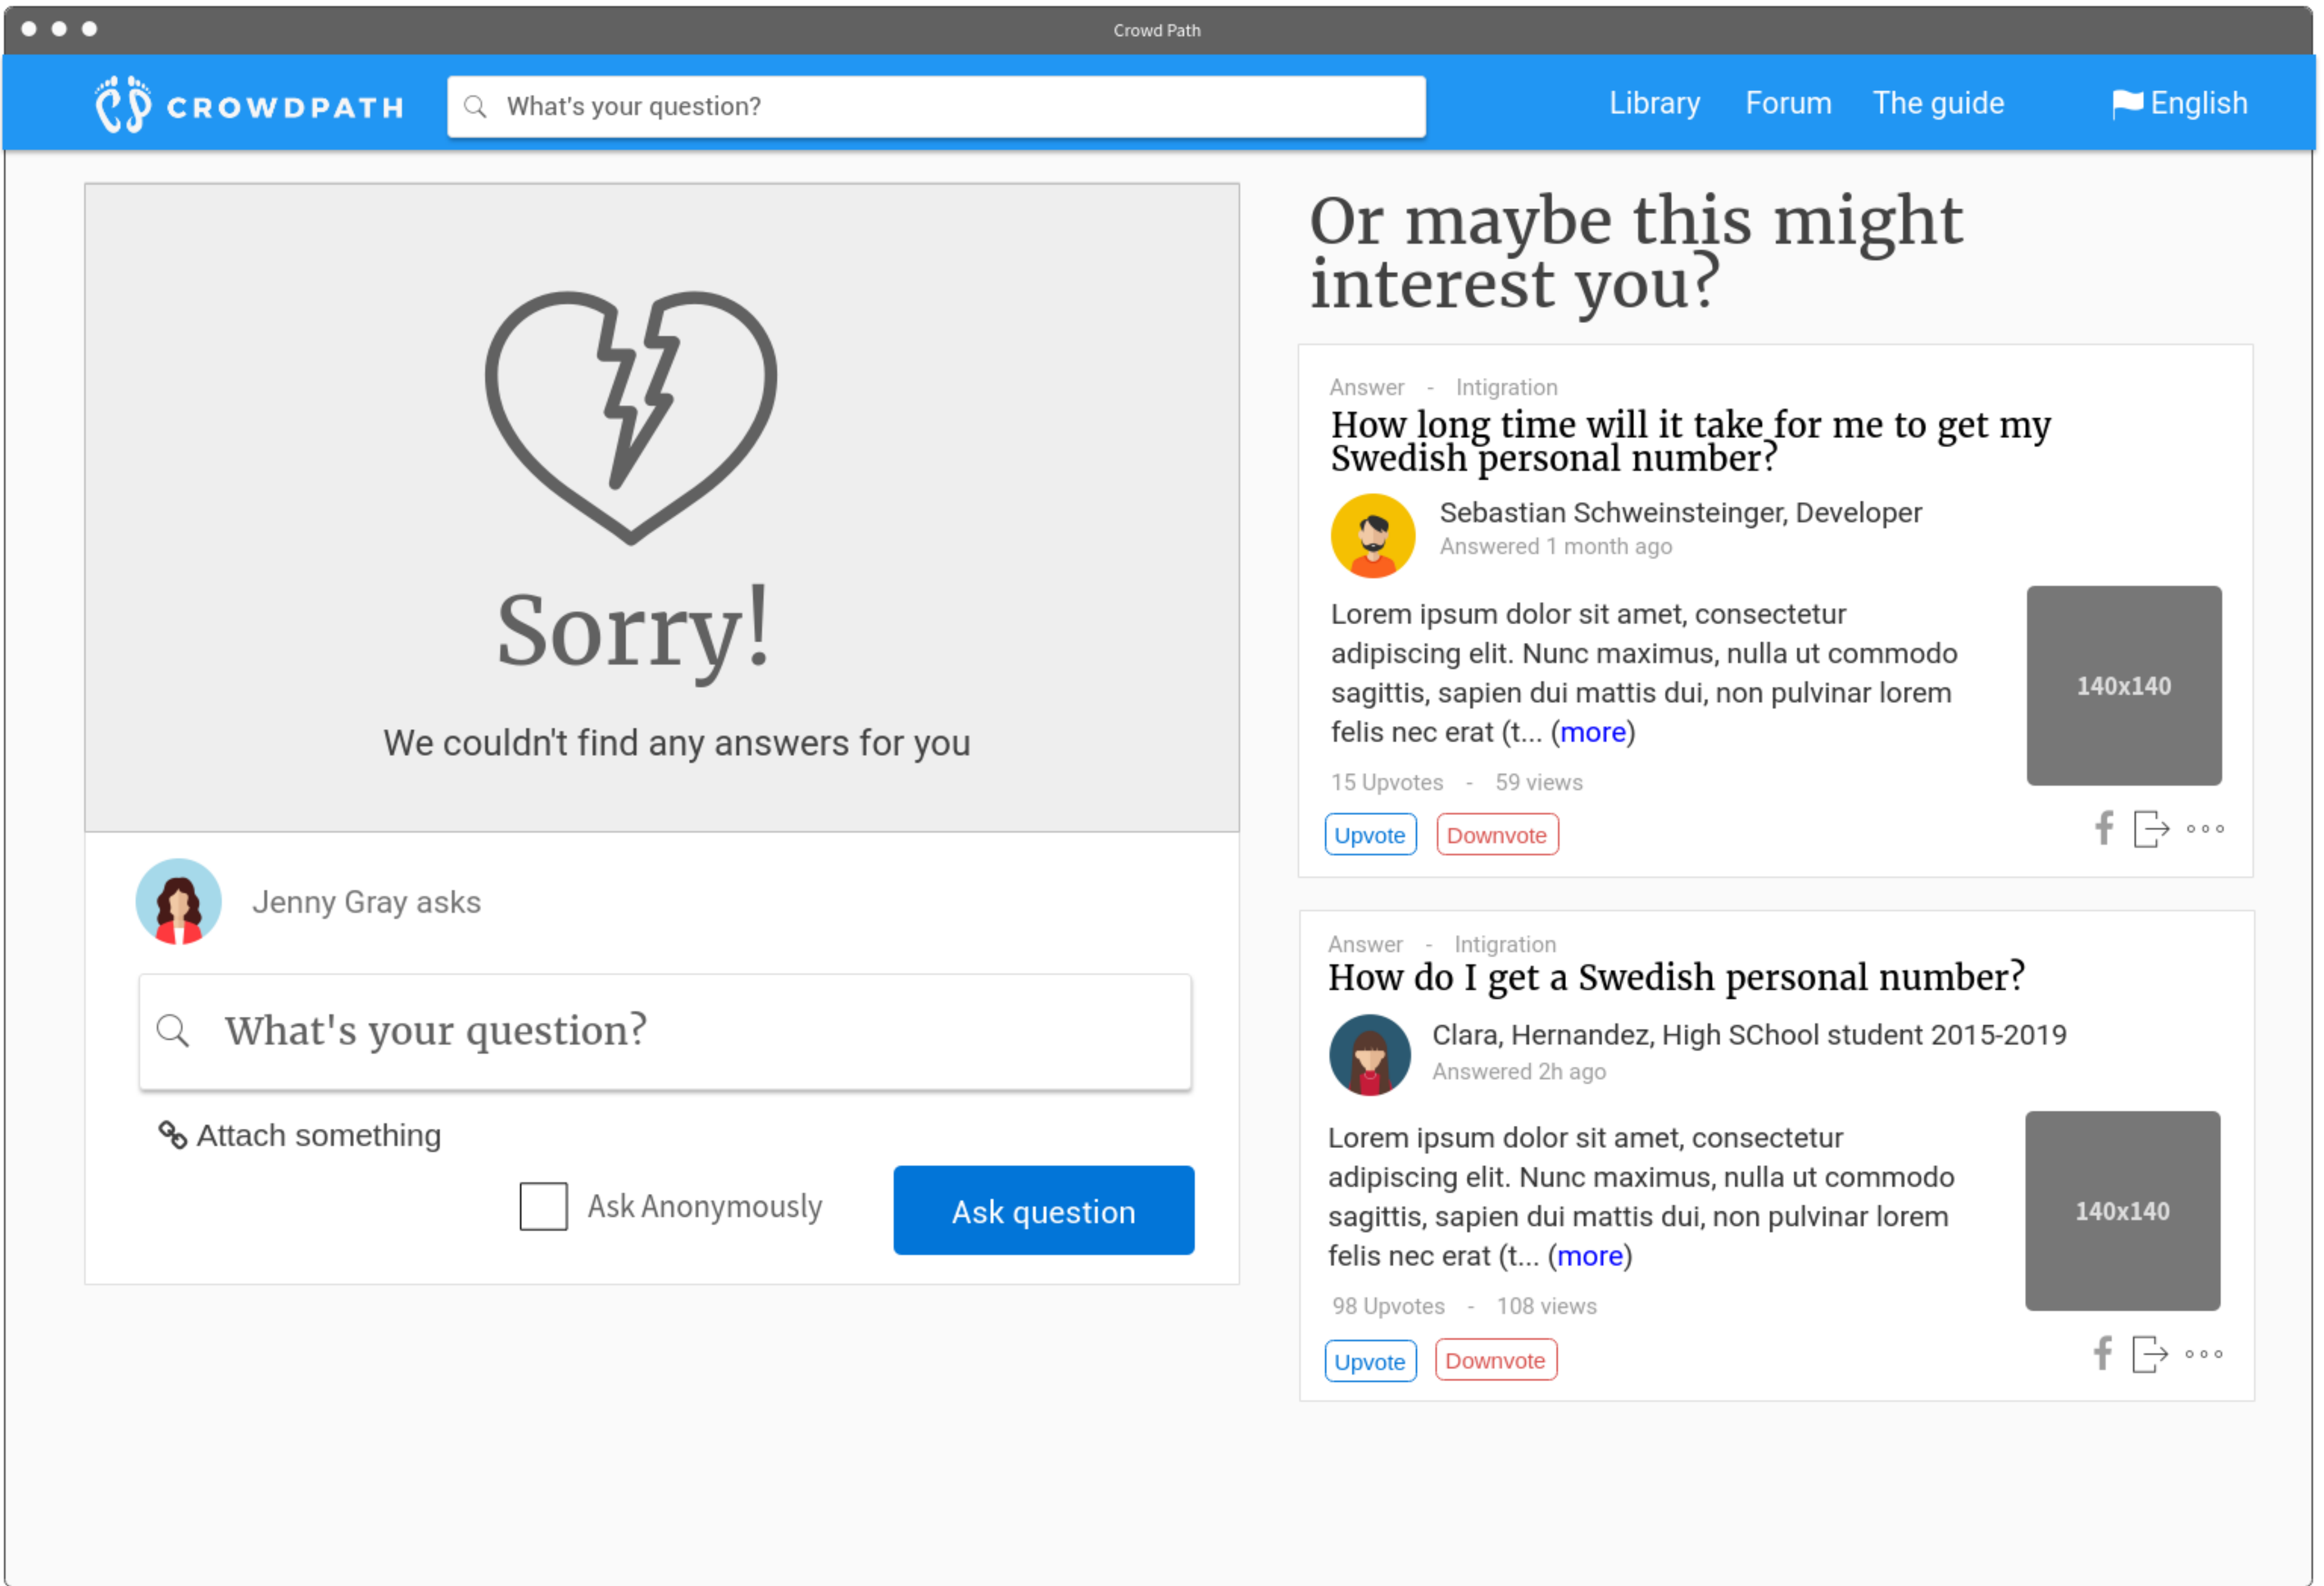 Crowd Path
CROWDPATH
What's your question?
Library Forum The guide English
Sorry!
We couldn't find any answers for you
Jenny Gray asks
What's your question?
Attach something
Ask Anonymously
Ask question
Or maybe this might
interest you?
Answer - Intigration
How long time will it take for me to get my
Swedish personal number?
Sebastian Schweinsteinger, Developer
Answered 1 month ago
Lorem ipsum dolor sit amet, consectetur
adipiscing elit. Nunc maximus, nulla ut commodo
sagittis, sapien dui mattis dui, non pulvinar lorem
felis nec erat (t... (more)
140x140
15 Upvotes - 59 views
Upvote Downvote
Answer - Intigration
How do I get a Swedish personal number?
Clara, Hernandez, High SChool student 2015-2019
Answered 2h ago
Lorem ipsum dolor sit amet, consectetur
adipiscing elit. Nunc maximus, nulla ut commodo
sagittis, sapien dui mattis dui, non pulvinar lorem
felis nec erat (t... (more)
140x140
98 Upvotes - 108 views
Upvote Downvote